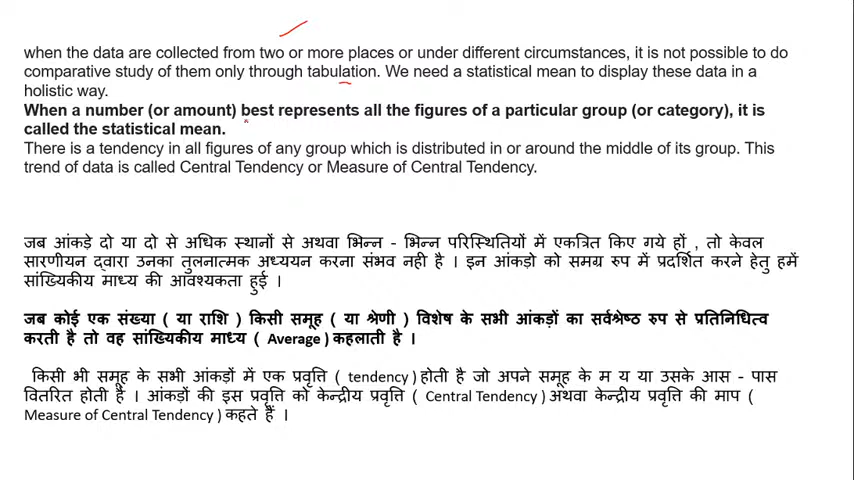 when the data are collected from two or more places or under different circumstances, it is not possible to do
comparative study of them only through tabulation. We need a statistical mean to display these data in a
holistic way.
When a number (or amount) best represents all the figures of a particular group (or category), it is
called the statistical mean.
There is a tendency in all figures of any group which is distributed in or around the middle of its group. This
trend of data is called Central Tendency or Measure of Central Tendency.
जब आंकड़े दो या दो से अधिक स्थानों से अथवा भिन्न - भिन्न परिस्थितियों में एकत्रित किए गये हों , तो केवल
सारणीयन द्वारा उनका तुलनात्मक अध्ययन करना संभव नही है । इन आंकड़ो को समग्र रुप में प्रदर्शित करने हेतु हमें
सांख्यिकीय माध्य की आवश्यकता हुई ।
जब कोई एक संख्या ( या राशि ) किसी समूह ( या श्रेणी ) विशेष के सभी आंकड़ों का सर्वश्रेष्ठ रुप से प्रतिनिधित्व
करती है तो वह सांख्यिकीय माध्य ( Average ) कहलाती है ।
किसी भी समूह के सभी आंकड़ों में एक प्रवृत्ति ( tendency ) होती है जो अपने समूह के म य या उसके आस - पास
वितरित होती है । आंकड़ों की इस प्रवृत्ति को केन्द्रीय प्रवृत्ति ( Central Tendency ) अथवा केन्द्रीय प्रवृत्ति की माप (
Measure of Central Tendency ) कहते हैं ।